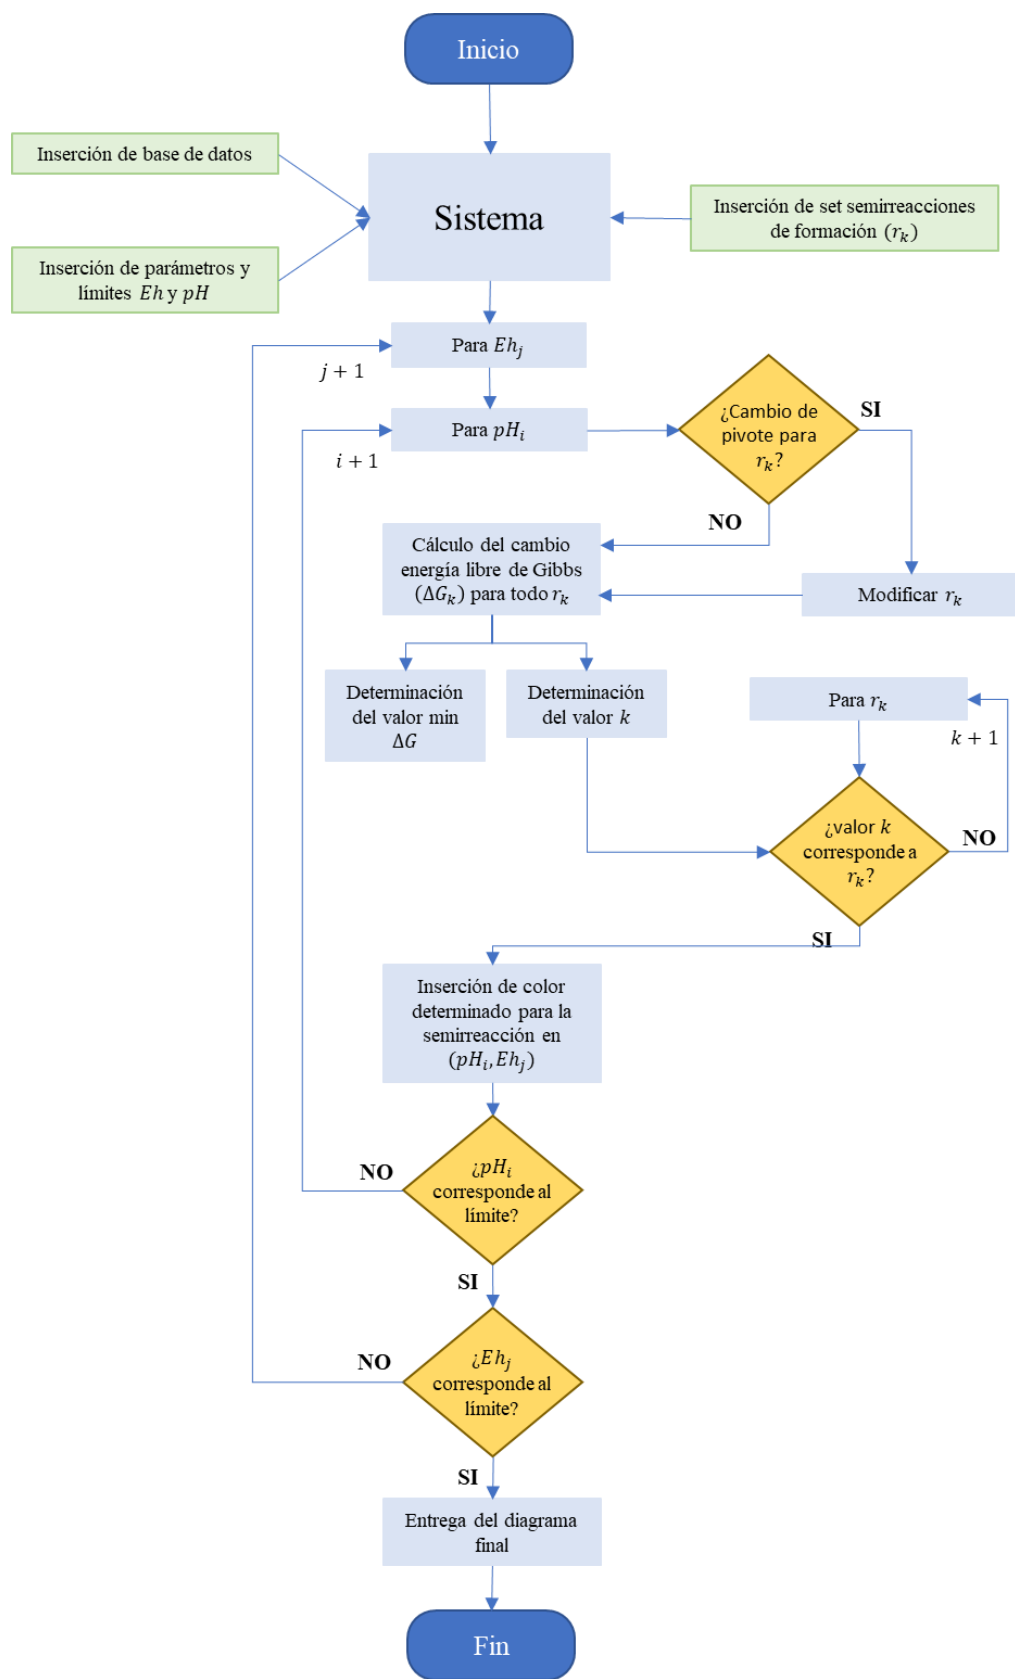 Inicio
Inserción de base de datos
Sistema
Inserción de set semirreacciones
de formación (r_k)
Inserción de parámetros y
límites Eh y pH
Para Eh_j
j + 1
Para pH_i
i + 1
¿Cambio de
pivote para
r_k?
SI
NO
Cálculo del cambio
energía libre de Gibbs
(ΔG_k) para todo r_k
Modificar r_k
Determinación
del valor min
ΔG
Determinación
del valor k
Para r_k
k + 1
¿valor k
corresponde a
r_k?
NO
SI
Inserción de color
determinado para la
semirreacción en
(pH_i, Eh_j)
¿pH_i
corresponde al
límite?
NO
SI
¿Eh_j
corresponde al
límite?
NO
SI
Entrega del diagrama
final
Fin